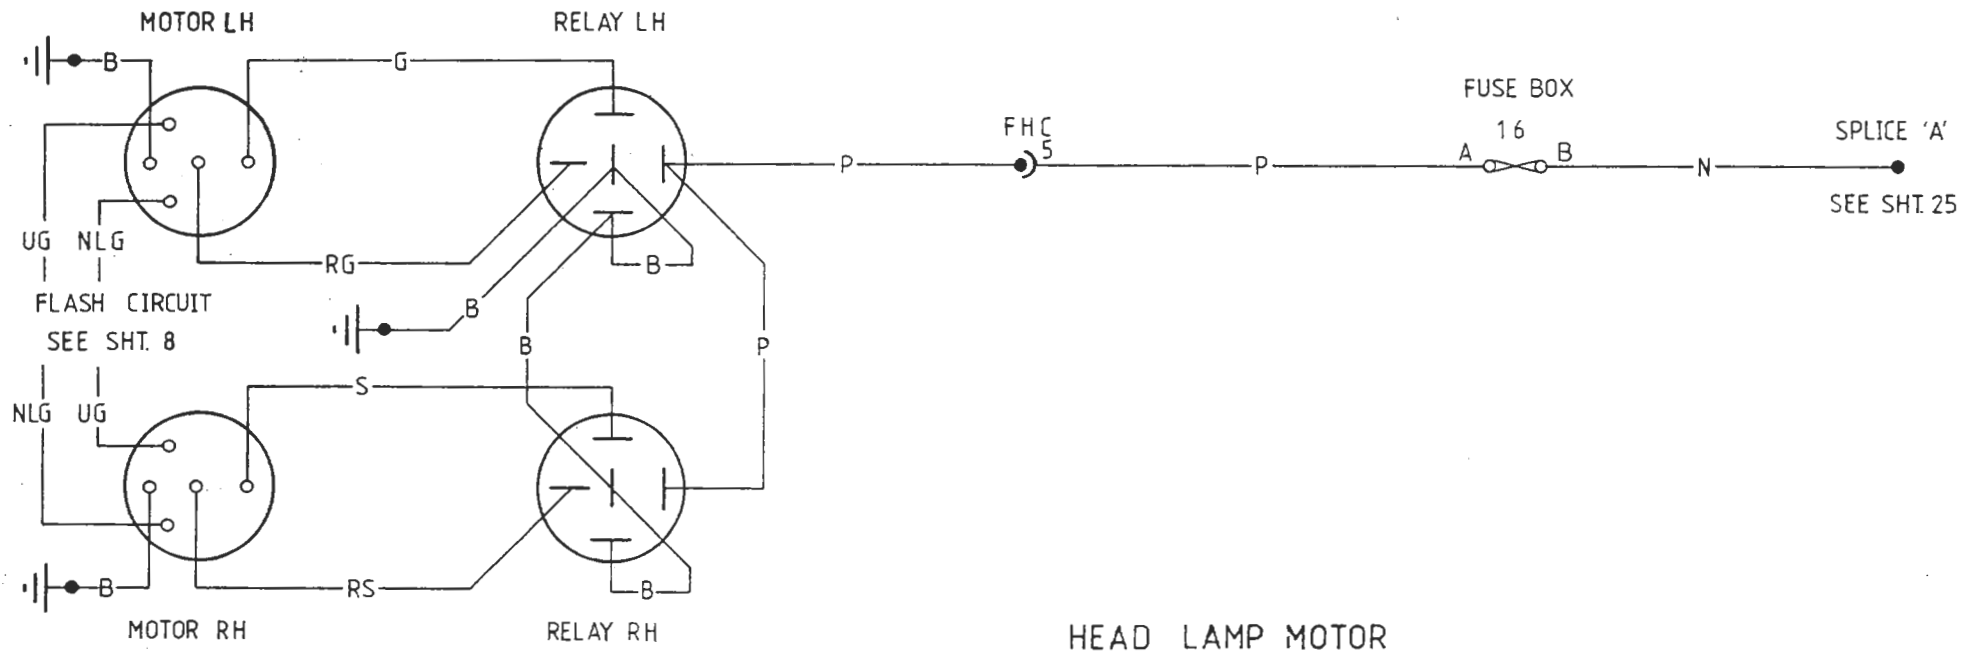 MOTOR LH
RELAY LH
B
G
FUSE BOX
16
FHC
5
A
B
SPLICE 'A'
P
P
N
SEE SHT. 25
UG
NLG
RG
B
B
FLASH CIRCUIT
SEE SHT. 8
B
P
S
NLG
UG
B
RS
B
MOTOR RH
RELAY RH
HEAD LAMP MOTOR